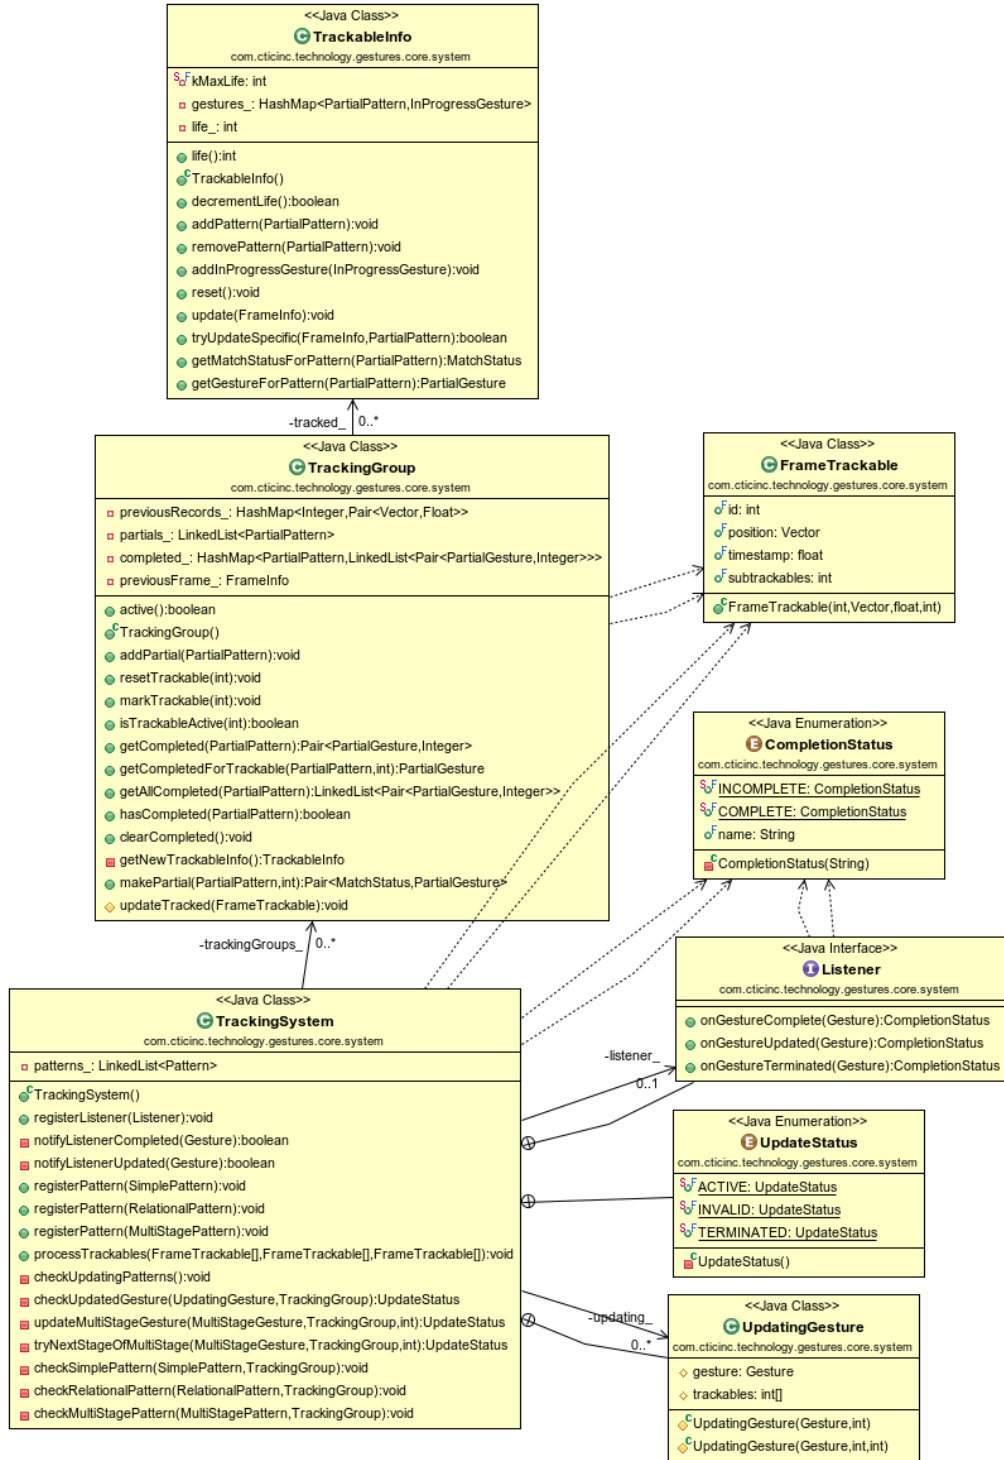 <<Java Class>>
TrackableInfo
com.cticinc.technology.gestures.core.system
kMaxLife: int
gestures_: HashMap<PartialPattern,InProgressGesture>
life_: int
life():int
TrackableInfo()
decrementLife():boolean
addPattern(PartialPattern):void
removePattern(PartialPattern):void
addInProgressGesture(InProgressGesture):void
reset():void
update(FrameInfo):void
tryUpdateSpecific(FrameInfo,PartialPattern):boolean
getMatchStatusForPattern(PartialPattern):MatchStatus
getGestureForPattern(PartialPattern):PartialGesture
-tracked_ 0..*
<<Java Class>>
TrackingGroup
com.cticinc.technology.gestures.core.system
previousRecords_: HashMap<Integer,Pair<Vector,Float>>
partials_: LinkedList<PartialPattern>
completed_: HashMap<PartialPattern,LinkedList<Pair<PartialGesture,Integer>>>
previousFrame_: FrameInfo
active():boolean
TrackingGroup()
addPartial(PartialPattern):void
resetTrackable(int):void
markTrackable(int):void
isTrackableActive(int):boolean
getCompleted(PartialPattern):Pair<PartialGesture,Integer>
getCompletedForTrackable(PartialPattern,int):PartialGesture
getAllCompleted(PartialPattern):LinkedList<Pair<PartialGesture,Integer>>
hasCompleted(PartialPattern):boolean
clearCompleted():void
getNewTrackableInfo():TrackableInfo
makePartial(PartialPattern,int):Pair<MatchStatus,PartialGesture>
updateTracked(FrameTrackable):void
<<Java Class>>
FrameTrackable
com.cticinc.technology.gestures.core.system
id: int
position: Vector
timestamp: float
subtrackables: int
FrameTrackable(int,Vector,float,int)
<<Java Enumeration>>
CompletionStatus
com.cticinc.technology.gestures.core.system
INCOMPLETE: CompletionStatus
COMPLETE: CompletionStatus
name: String
CompletionStatus(String)
-trackingGroups_ 0..*
<<Java Interface>>
Listener
com.cticinc.technology.gestures.core.system
onGestureComplete(Gesture):CompletionStatus
onGestureUpdated(Gesture):CompletionStatus
onGestureTerminated(Gesture):CompletionStatus
<<Java Class>>
TrackingSystem
com.cticinc.technology.gestures.core.system
patterns_: LinkedList<Pattern>
TrackingSystem()
registerListener(Listener):void
notifyListenerCompleted(Gesture):boolean
notifyListenerUpdated(Gesture):boolean
registerPattern(SimplePattern):void
registerPattern(RelationalPattern):void
registerPattern(MultiStagePattern):void
processTrackables(FrameTrackable[],FrameTrackable[],FrameTrackable[]):void
checkUpdatingPatterns():void
checkUpdatedGesture(UpdatingGesture,TrackingGroup):UpdateStatus
updateMultiStageGesture(MultiStageGesture,TrackingGroup,int):UpdateStatus
tryNextStageOfMultiStage(MultiStageGesture,TrackingGroup,int):UpdateStatus
checkSimplePattern(SimplePattern,TrackingGroup):void
checkRelationalPattern(RelationalPattern,TrackingGroup):void
checkMultiStagePattern(MultiStagePattern,TrackingGroup):void
-listener_
0..1
<<Java Enumeration>>
UpdateStatus
com.cticinc.technology.gestures.core.system
ACTIVE: UpdateStatus
INVALID: UpdateStatus
TERMINATED: UpdateStatus
UpdateStatus()
-updating_
0..*
<<Java Class>>
UpdatingGesture
com.cticinc.technology.gestures.core.system
gesture: Gesture
trackables: int[]
UpdatingGesture(Gesture,int)
UpdatingGesture(Gesture,int,int)